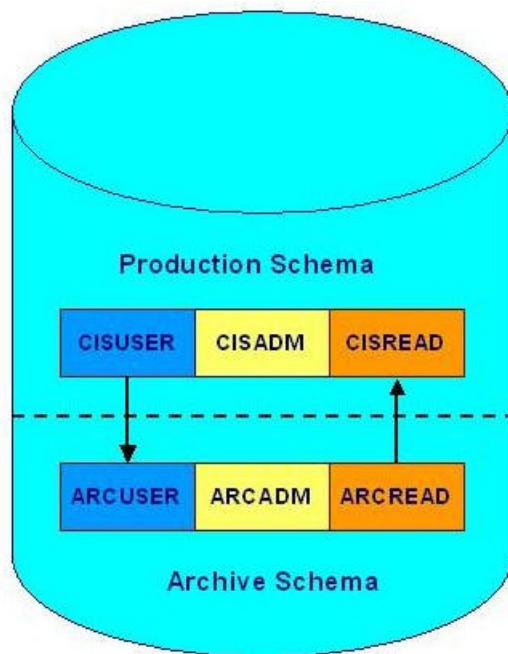 Production Schema
CISUSER CISADM CISREAD
ARCUSER ARCADM ARCREAD
Archive Schema